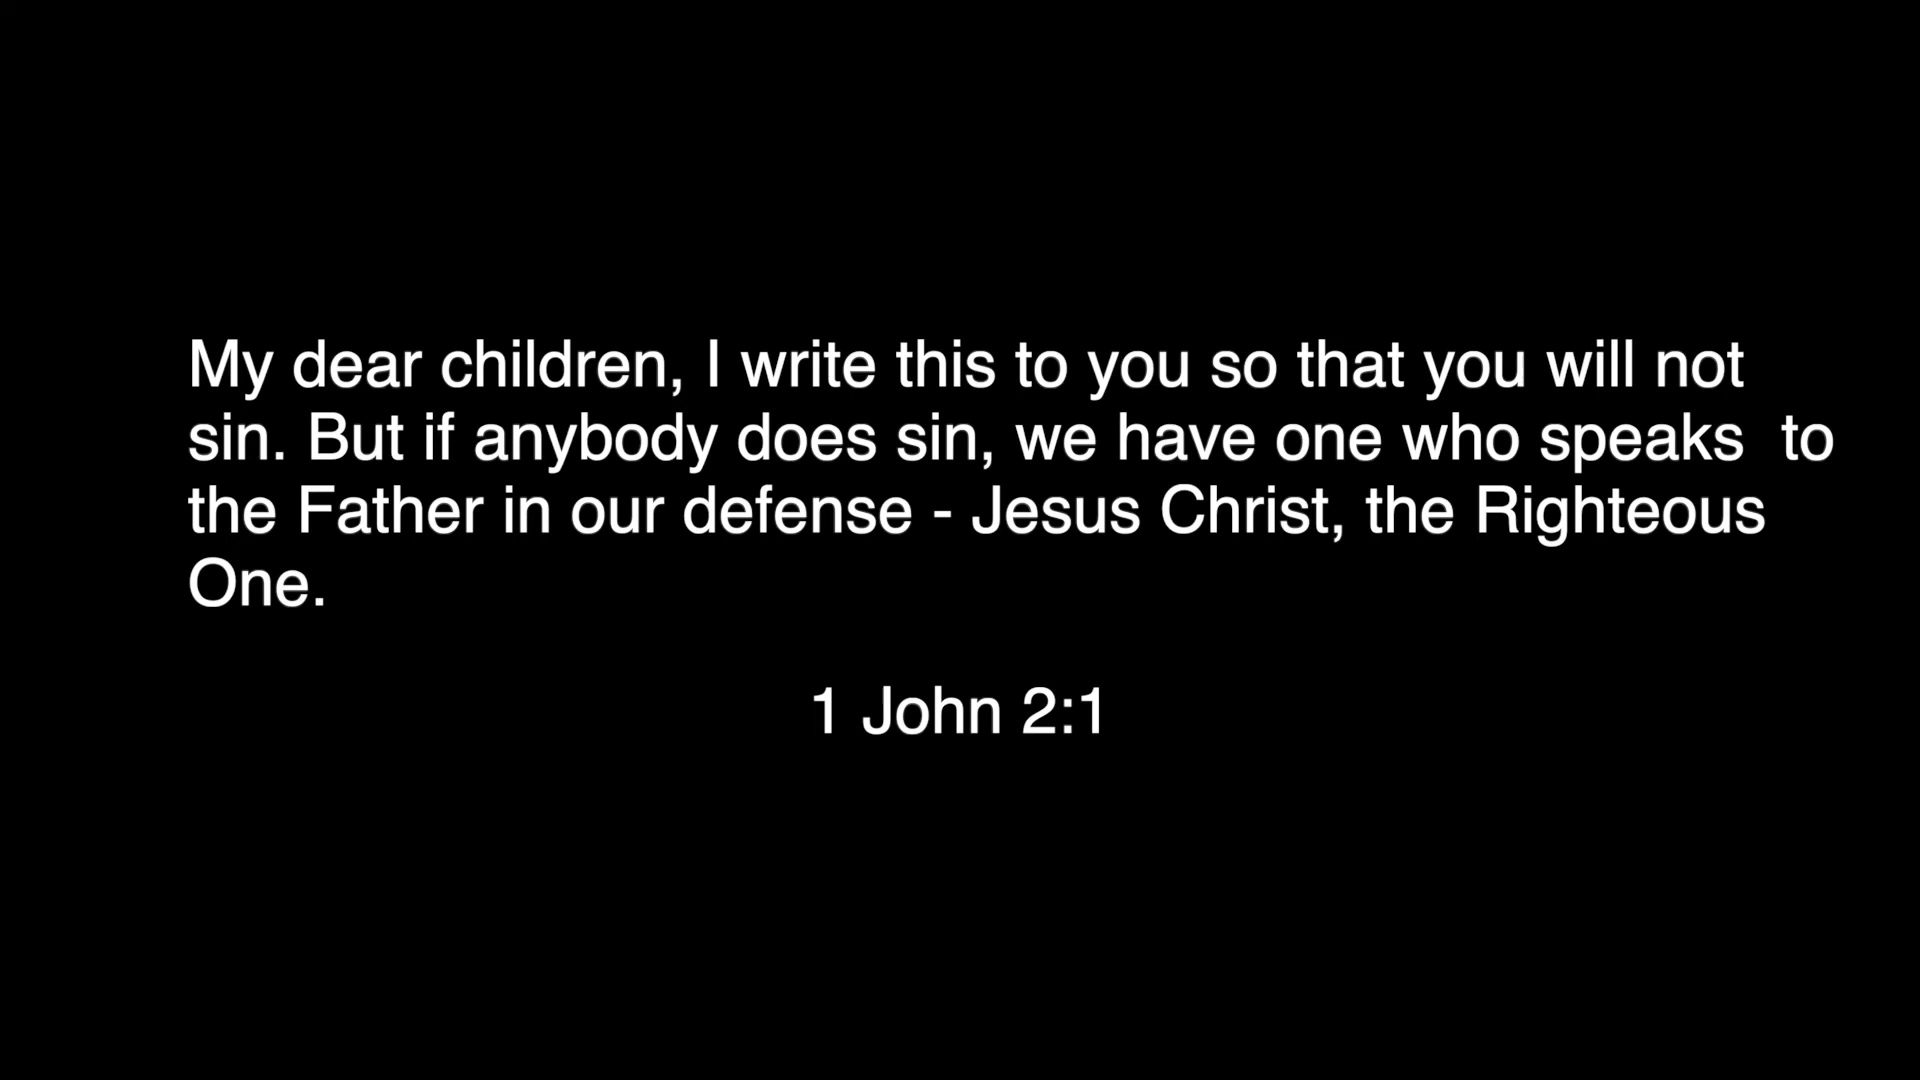 My dear children, I write this to you so that you will not
sin. But if anybody does sin, we have one who speaks  to
the Father in our defense - Jesus Christ, the Righteous
One.
1 John 2:1